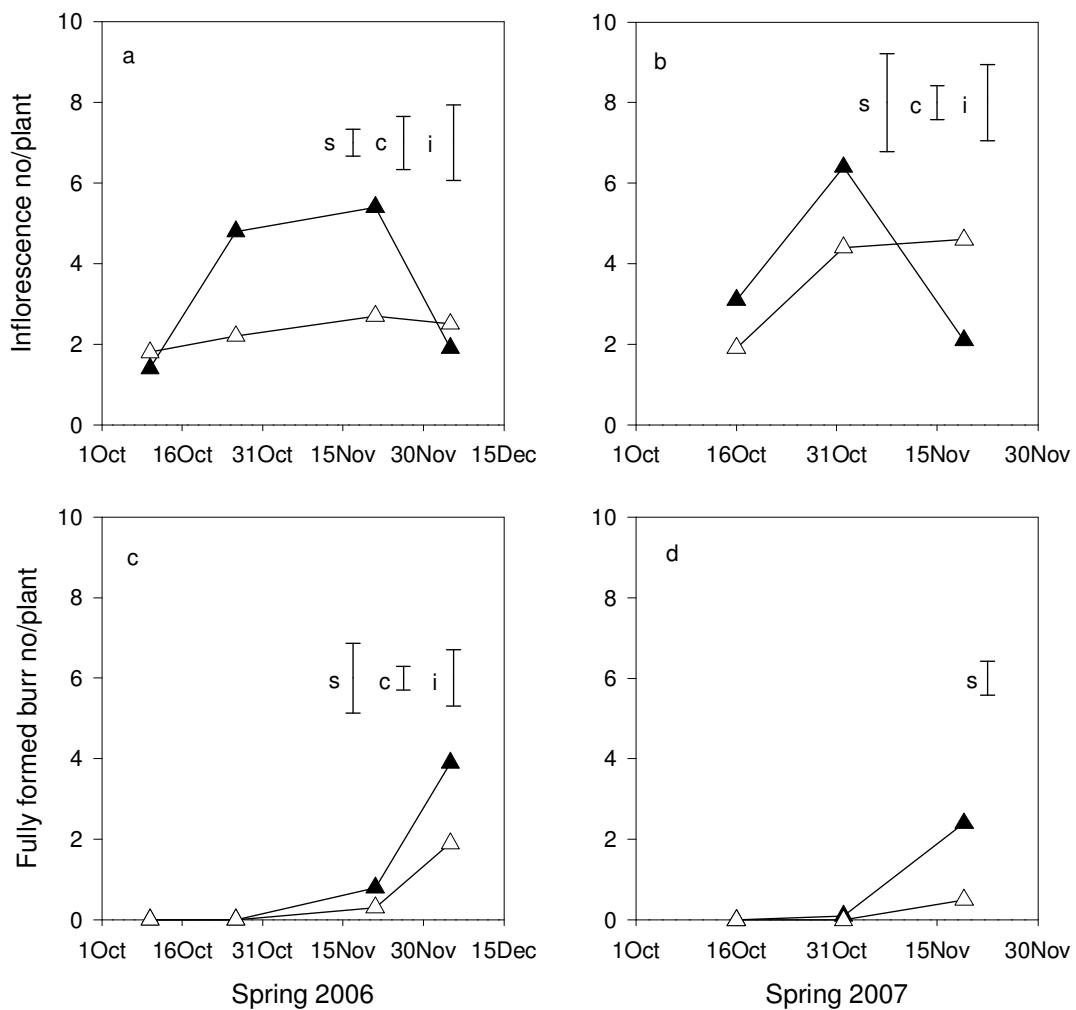 Inflorescence no/plant
10
8
6
4
2
0
a
s c i
1Oct 16Oct 31Oct 15Nov 30Nov 15Dec
10
8
6
4
2
0
b
s c i
1Oct 16Oct 31Oct 15Nov 30Nov
Fully formed burr no/plant
10
8
6
4
2
0
c
s c i
1Oct 16Oct 31Oct 15Nov 30Nov 15Dec
Spring 2006
10
8
6
4
2
0
d
s
1Oct 16Oct 31Oct 15Nov 30Nov
Spring 2007